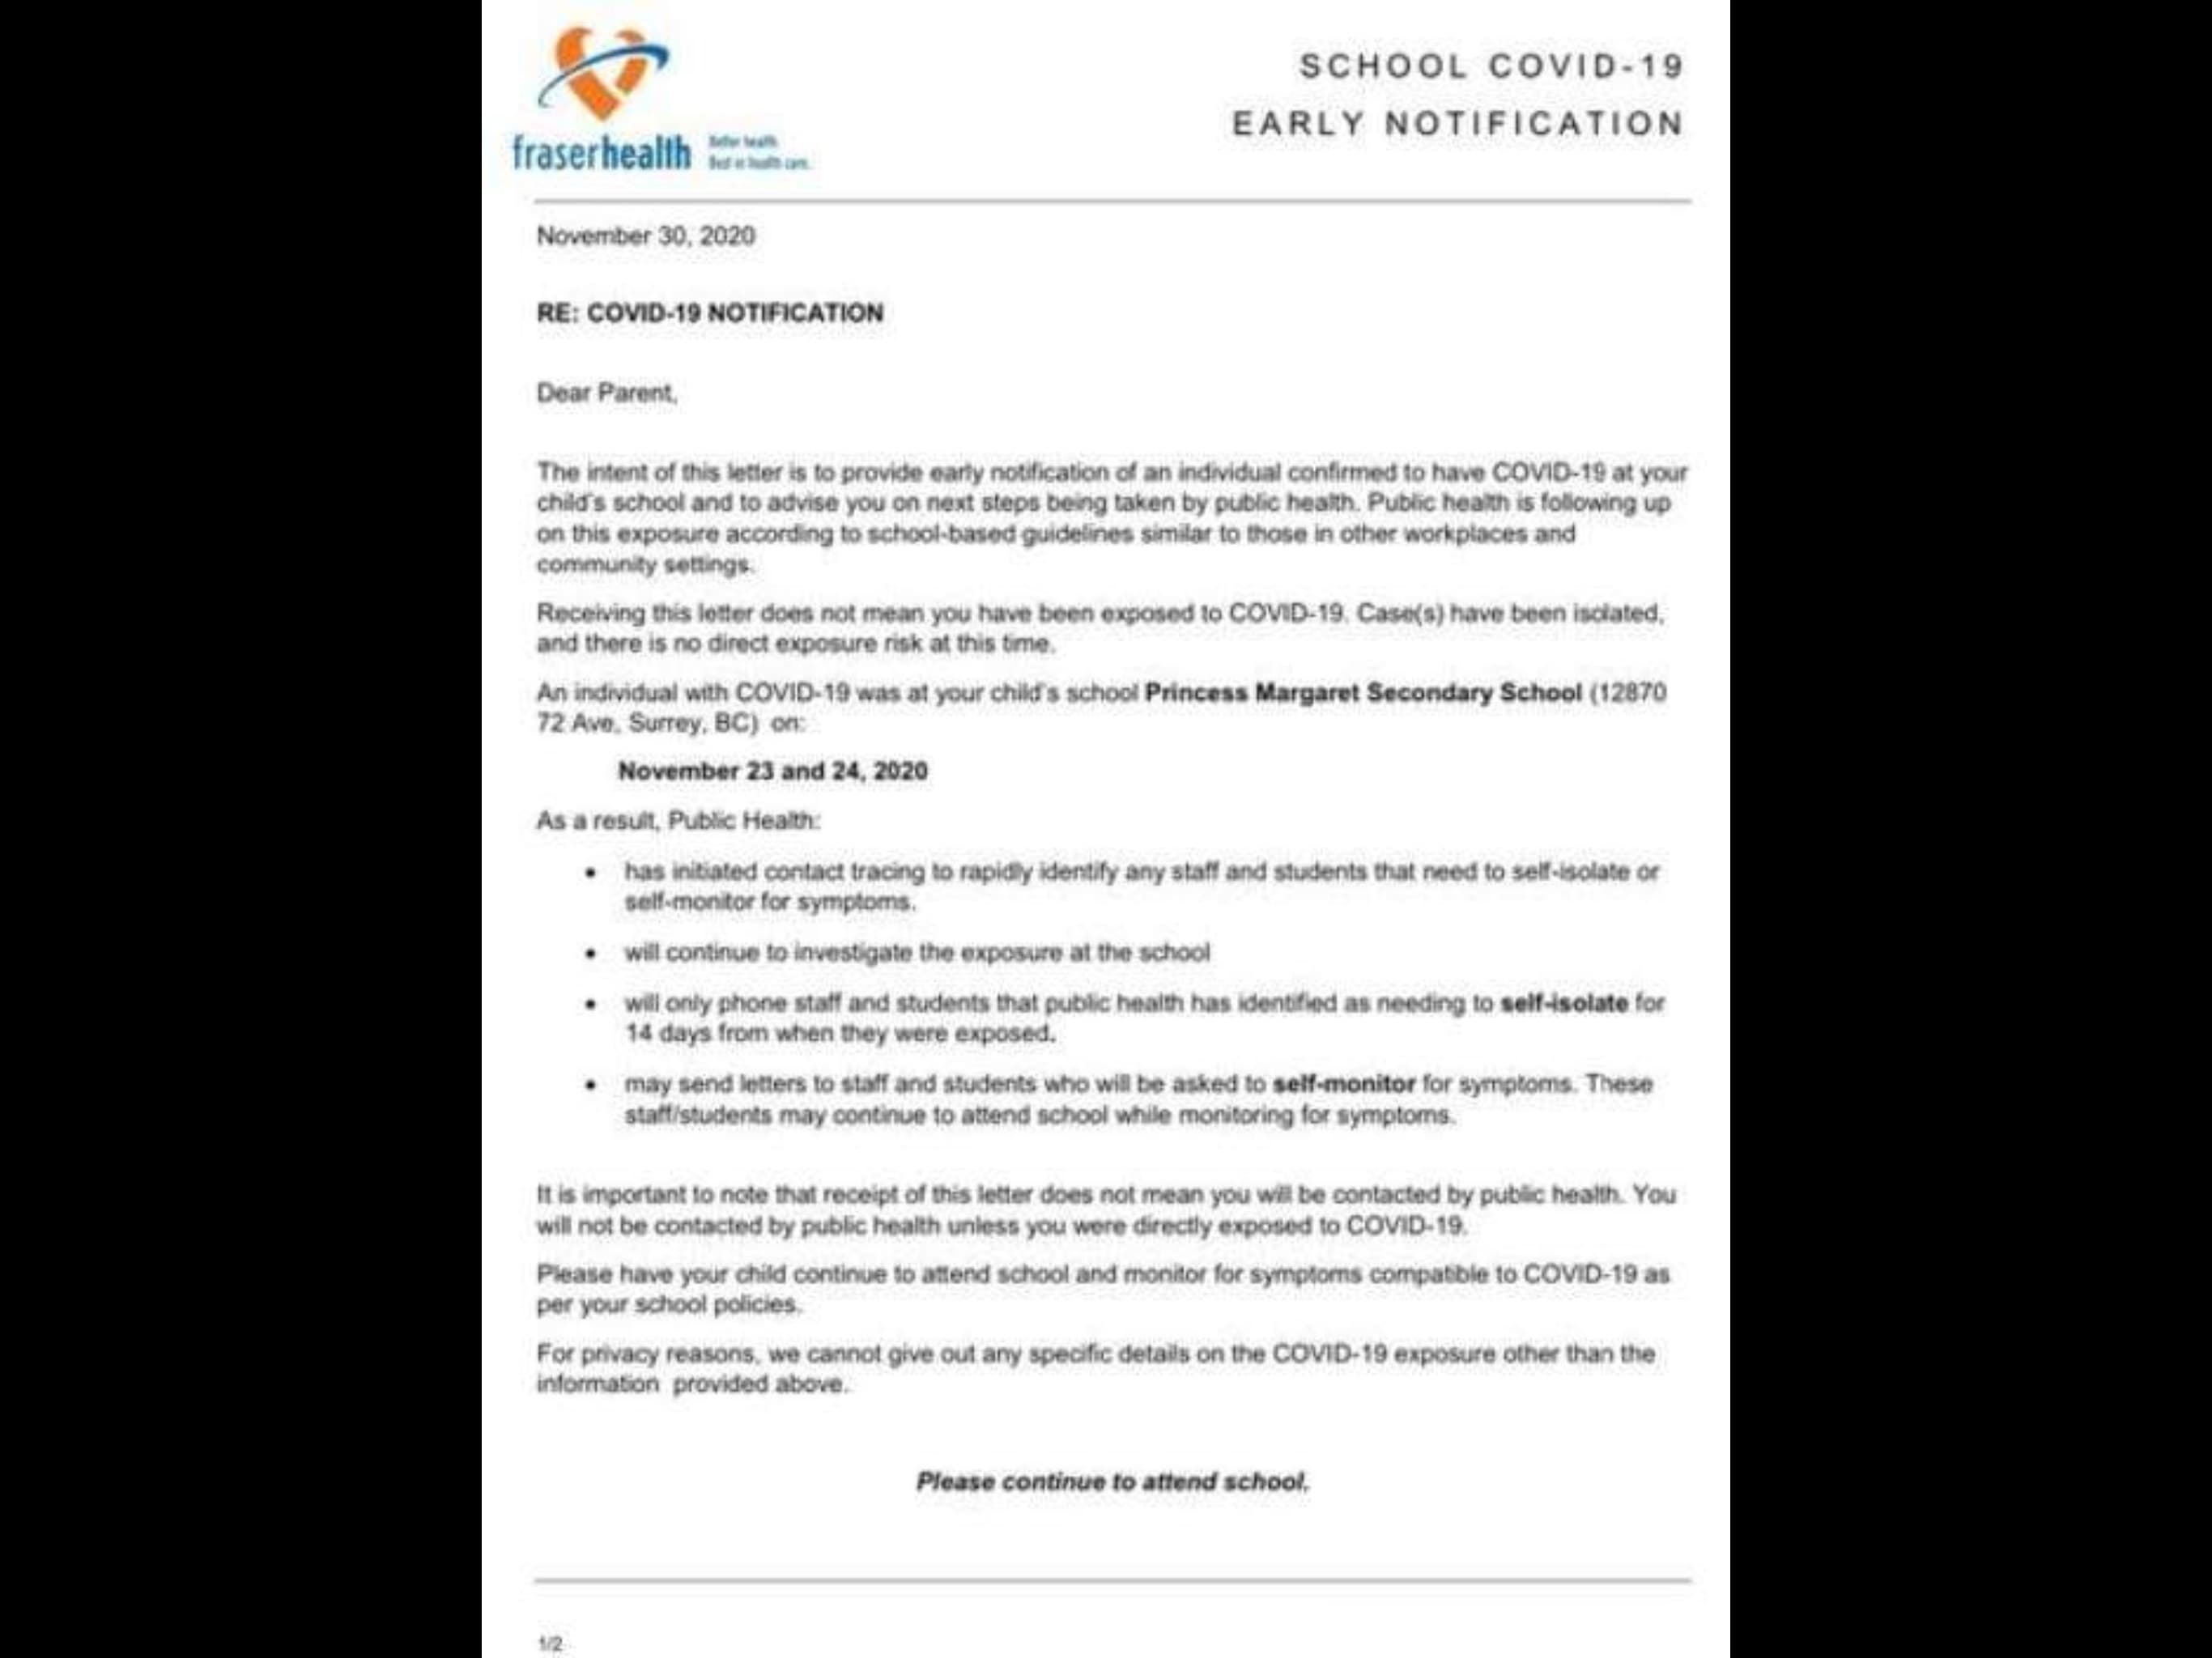 SCHOOL COVID-19
EARLY NOTIFICATION
fraserhealth
Better health.
Best in health care.
November 30, 2020
RE: COVID-19 NOTIFICATION
Dear Parent,
The intent of this letter is to provide early notification of an individual confirmed to have COVID-19 at your
child's school and to advise you on next steps being taken by public health. Public health is following up
on this exposure according to school-based guidelines similar to those in other workplaces and
community settings.
Receiving this letter does not mean you have been exposed to COVID-19. Case(s) have been isolated,
and there is no direct exposure risk at this time.
An individual with COVID-19 was at your child's school Princess Margaret Secondary School (12870
72 Ave, Surrey, BC) on:
November 23 and 24, 2020
As a result, Public Health:
• has initiated contact tracing to rapidly identify any staff and students that need to self-isolate or
self-monitor for symptoms.
• will continue to investigate the exposure at the school
• will only phone staff and students that public health has identified as needing to self-isolate for
14 days from when they were exposed.
• may send letters to staff and students who will be asked to self-monitor for symptoms. These
staff/students may continue to attend school while monitoring for symptoms.
It is important to note that receipt of this letter does not mean you will be contacted by public health. You
will not be contacted by public health unless you were directly exposed to COVID-19.
Please have your child continue to attend school and monitor for symptoms compatible to COVID-19 as
per your school policies.
For privacy reasons, we cannot give out any specific details on the COVID-19 exposure other than the
information provided above.
Please continue to attend school.
1/2